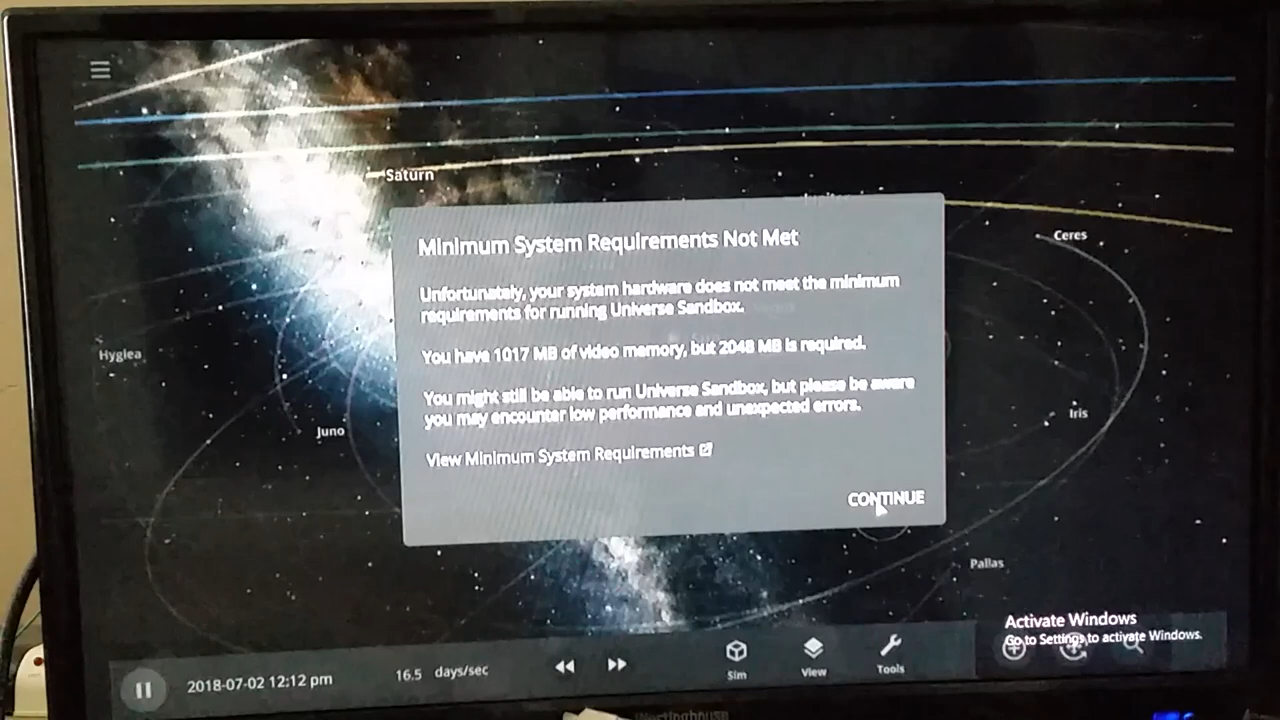 Saturn
Jupiter
Minimum System Requirements Not Met
Ceres
Unfortunately, your system hardware does not meet the minimum
requirements for running Universe Sandbox.
You have 1017 MB of video memory, but 2048 MB is required.
Hygiea
You might still be able to run Universe Sandbox, but please be aware
you may encounter low performance and unexpected errors.
Iris
Juno
View Minimum System Requirements
CONTINUE
Pallas
Activate Windows
Go to Settings to activate Windows.
2018-07-02 12:12 pm
16.5 days/sec
Sim
View
Tools
Westinghouse